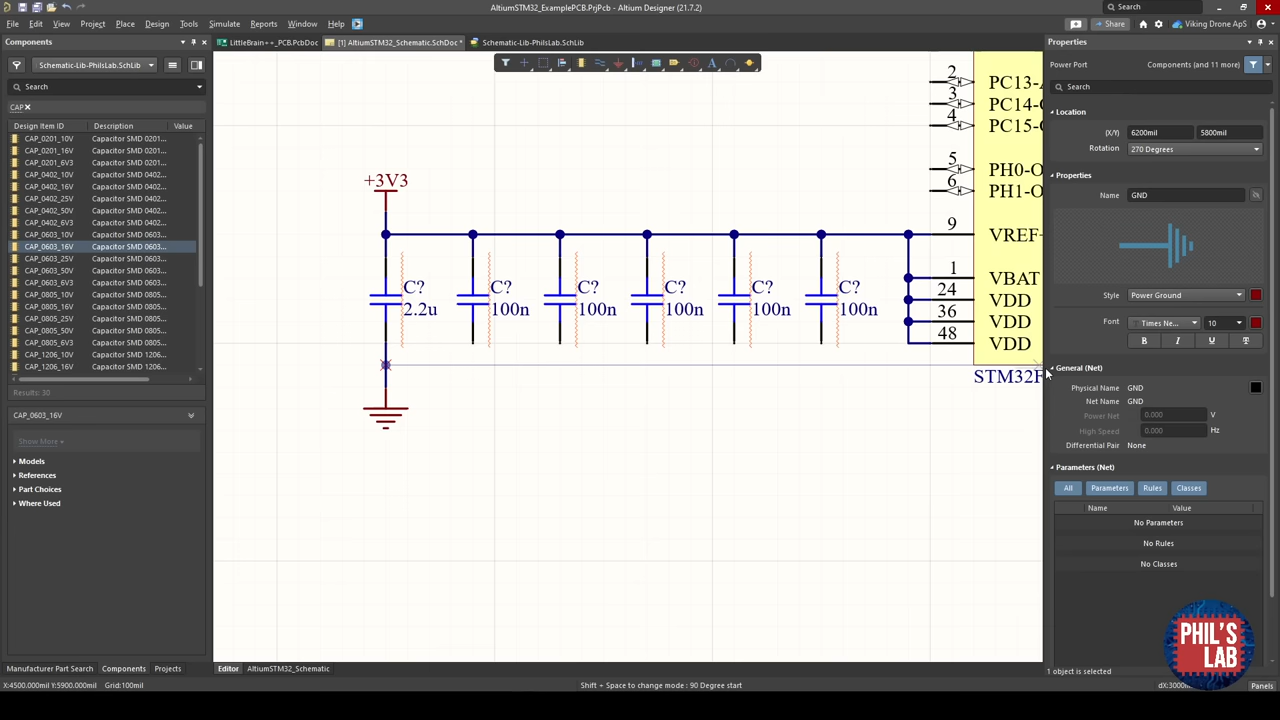 AltiumSTM32_ExamplePCB.PrjPcb - Altium Designer (21.7.2)
Search
File Edit View Project Place Design Tools Simulate Reports Window Help
Share Viking Drone ApS
Components
LittleBrain++_PCB.PcbDoc
[1] AltiumSTM32_Schematic.SchDoc *
Schematic-Lib-PhilsLab.SchLib
Properties
Schematic-Lib-PhilsLab.SchLib
Power Port Components (and 11 more)
Search
Search
CAP
Design Item ID Description Value
CAP_0201_10V Capacitor SMD 0201...
CAP_0201_16V Capacitor SMD 0201...
CAP_0201_6V3 Capacitor SMD 0201...
CAP_0402_10V Capacitor SMD 0402...
CAP_0402_16V Capacitor SMD 0402...
CAP_0402_25V Capacitor SMD 0402...
CAP_0402_50V Capacitor SMD 0402...
CAP_0402_6V3 Capacitor SMD 0402...
CAP_0603_10V Capacitor SMD 0603...
CAP_0603_16V Capacitor SMD 0603...
CAP_0603_25V Capacitor SMD 0603...
CAP_0603_50V Capacitor SMD 0603...
CAP_0603_6V3 Capacitor SMD 0603...
CAP_0805_10V Capacitor SMD 0805...
CAP_0805_16V Capacitor SMD 0805...
CAP_0805_25V Capacitor SMD 0805...
CAP_0805_50V Capacitor SMD 0805...
CAP_0805_6V3 Capacitor SMD 0805...
CAP_1206_10V Capacitor SMD 1206...
CAP_1206_16V Capacitor SMD 1206...
Results: 30
CAP_0603_16V
Show More
Models
References
Part Choices
Where Used
Manufacturer Part Search Components Projects
+3V3
C? C? C? C? C? C?
2.2u 100n 100n 100n 100n 100n
2 PC13-
3 PC14-
4 PC15-
5 PH0-O
6 PH1-O
9 VREF
1 VBAT
24 VDD
36 VDD
48 VDD
STM32F
Editor AltiumSTM32_Schematic
Location
(X/Y) 6200mil 5800mil
Rotation 270 Degrees
Properties
Name GND
Style Power Ground
Font Times Ne... 10
B I U T
General (Net)
Physical Name GND
Net Name GND
Power Net 0.000 V
High Speed 0.000 Hz
Differential Pair None
Parameters (Net)
All Parameters Rules Classes
Name Value
No Parameters
No Rules
No Classes
PHIL'S
LAB
1 object is selected
X:4500.000mil Y:5900.000mil Grid:100mil
Shift + Space to change mode : 90 Degree start
Panels